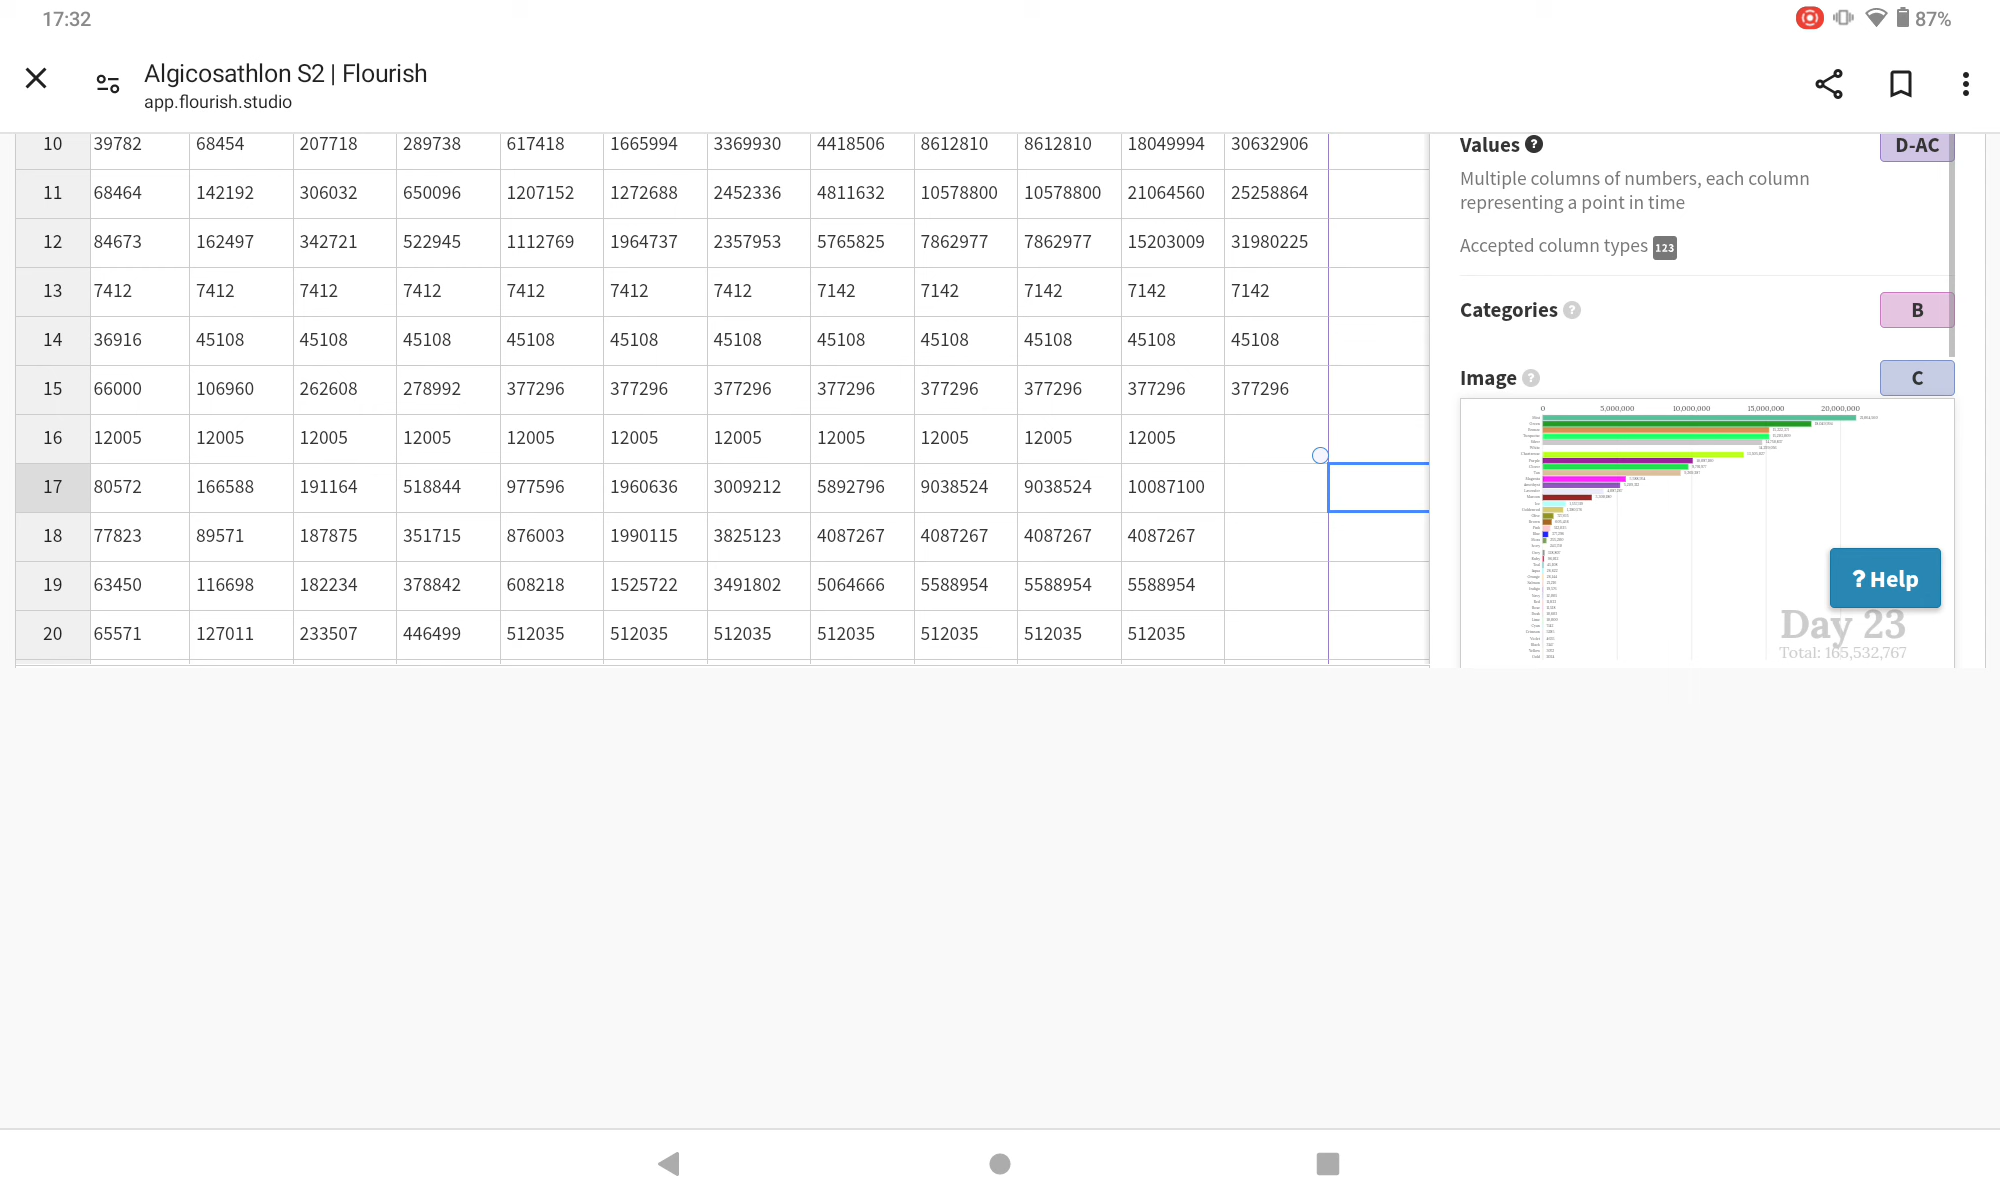 17:32
87%
Algicosathlon S2 | Flourish
app.flourish.studio
10 39782 68454 207718 289738 617418 1665994 3369930 4418506 8612810 8612810 18049994 30632906
11 68464 142192 306032 650096 1207152 1272688 2452336 4811632 10578800 10578800 21064560 25258864
12 84673 162497 342721 522945 1112769 1964737 2357953 5765825 7862977 7862977 15203009 31980225
13 7412 7412 7412 7412 7412 7412 7412 7142 7142 7142 7142 7142
14 36916 45108 45108 45108 45108 45108 45108 45108 45108 45108 45108 45108
15 66000 106960 262608 278992 377296 377296 377296 377296 377296 377296 377296 377296
16 12005 12005 12005 12005 12005 12005 12005 12005 12005 12005 12005
17 80572 166588 191164 518844 977596 1960636 3009212 5892796 9038524 9038524 10087100
18 77823 89571 187875 351715 876003 1990115 3825123 4087267 4087267 4087267 4087267
19 63450 116698 182234 378842 608218 1525722 3491802 5064666 5588954 5588954 5588954
20 65571 127011 233507 446499 512035 512035 512035 512035 512035 512035 512035
Values ?
D-AC
Multiple columns of numbers, each column
representing a point in time
Accepted column types 123
Categories ?
B
Image ?
C
0 5,000,000 10,000,000 15,000,000 20,000,000
? Help
Day 23
Total: 165,532,767